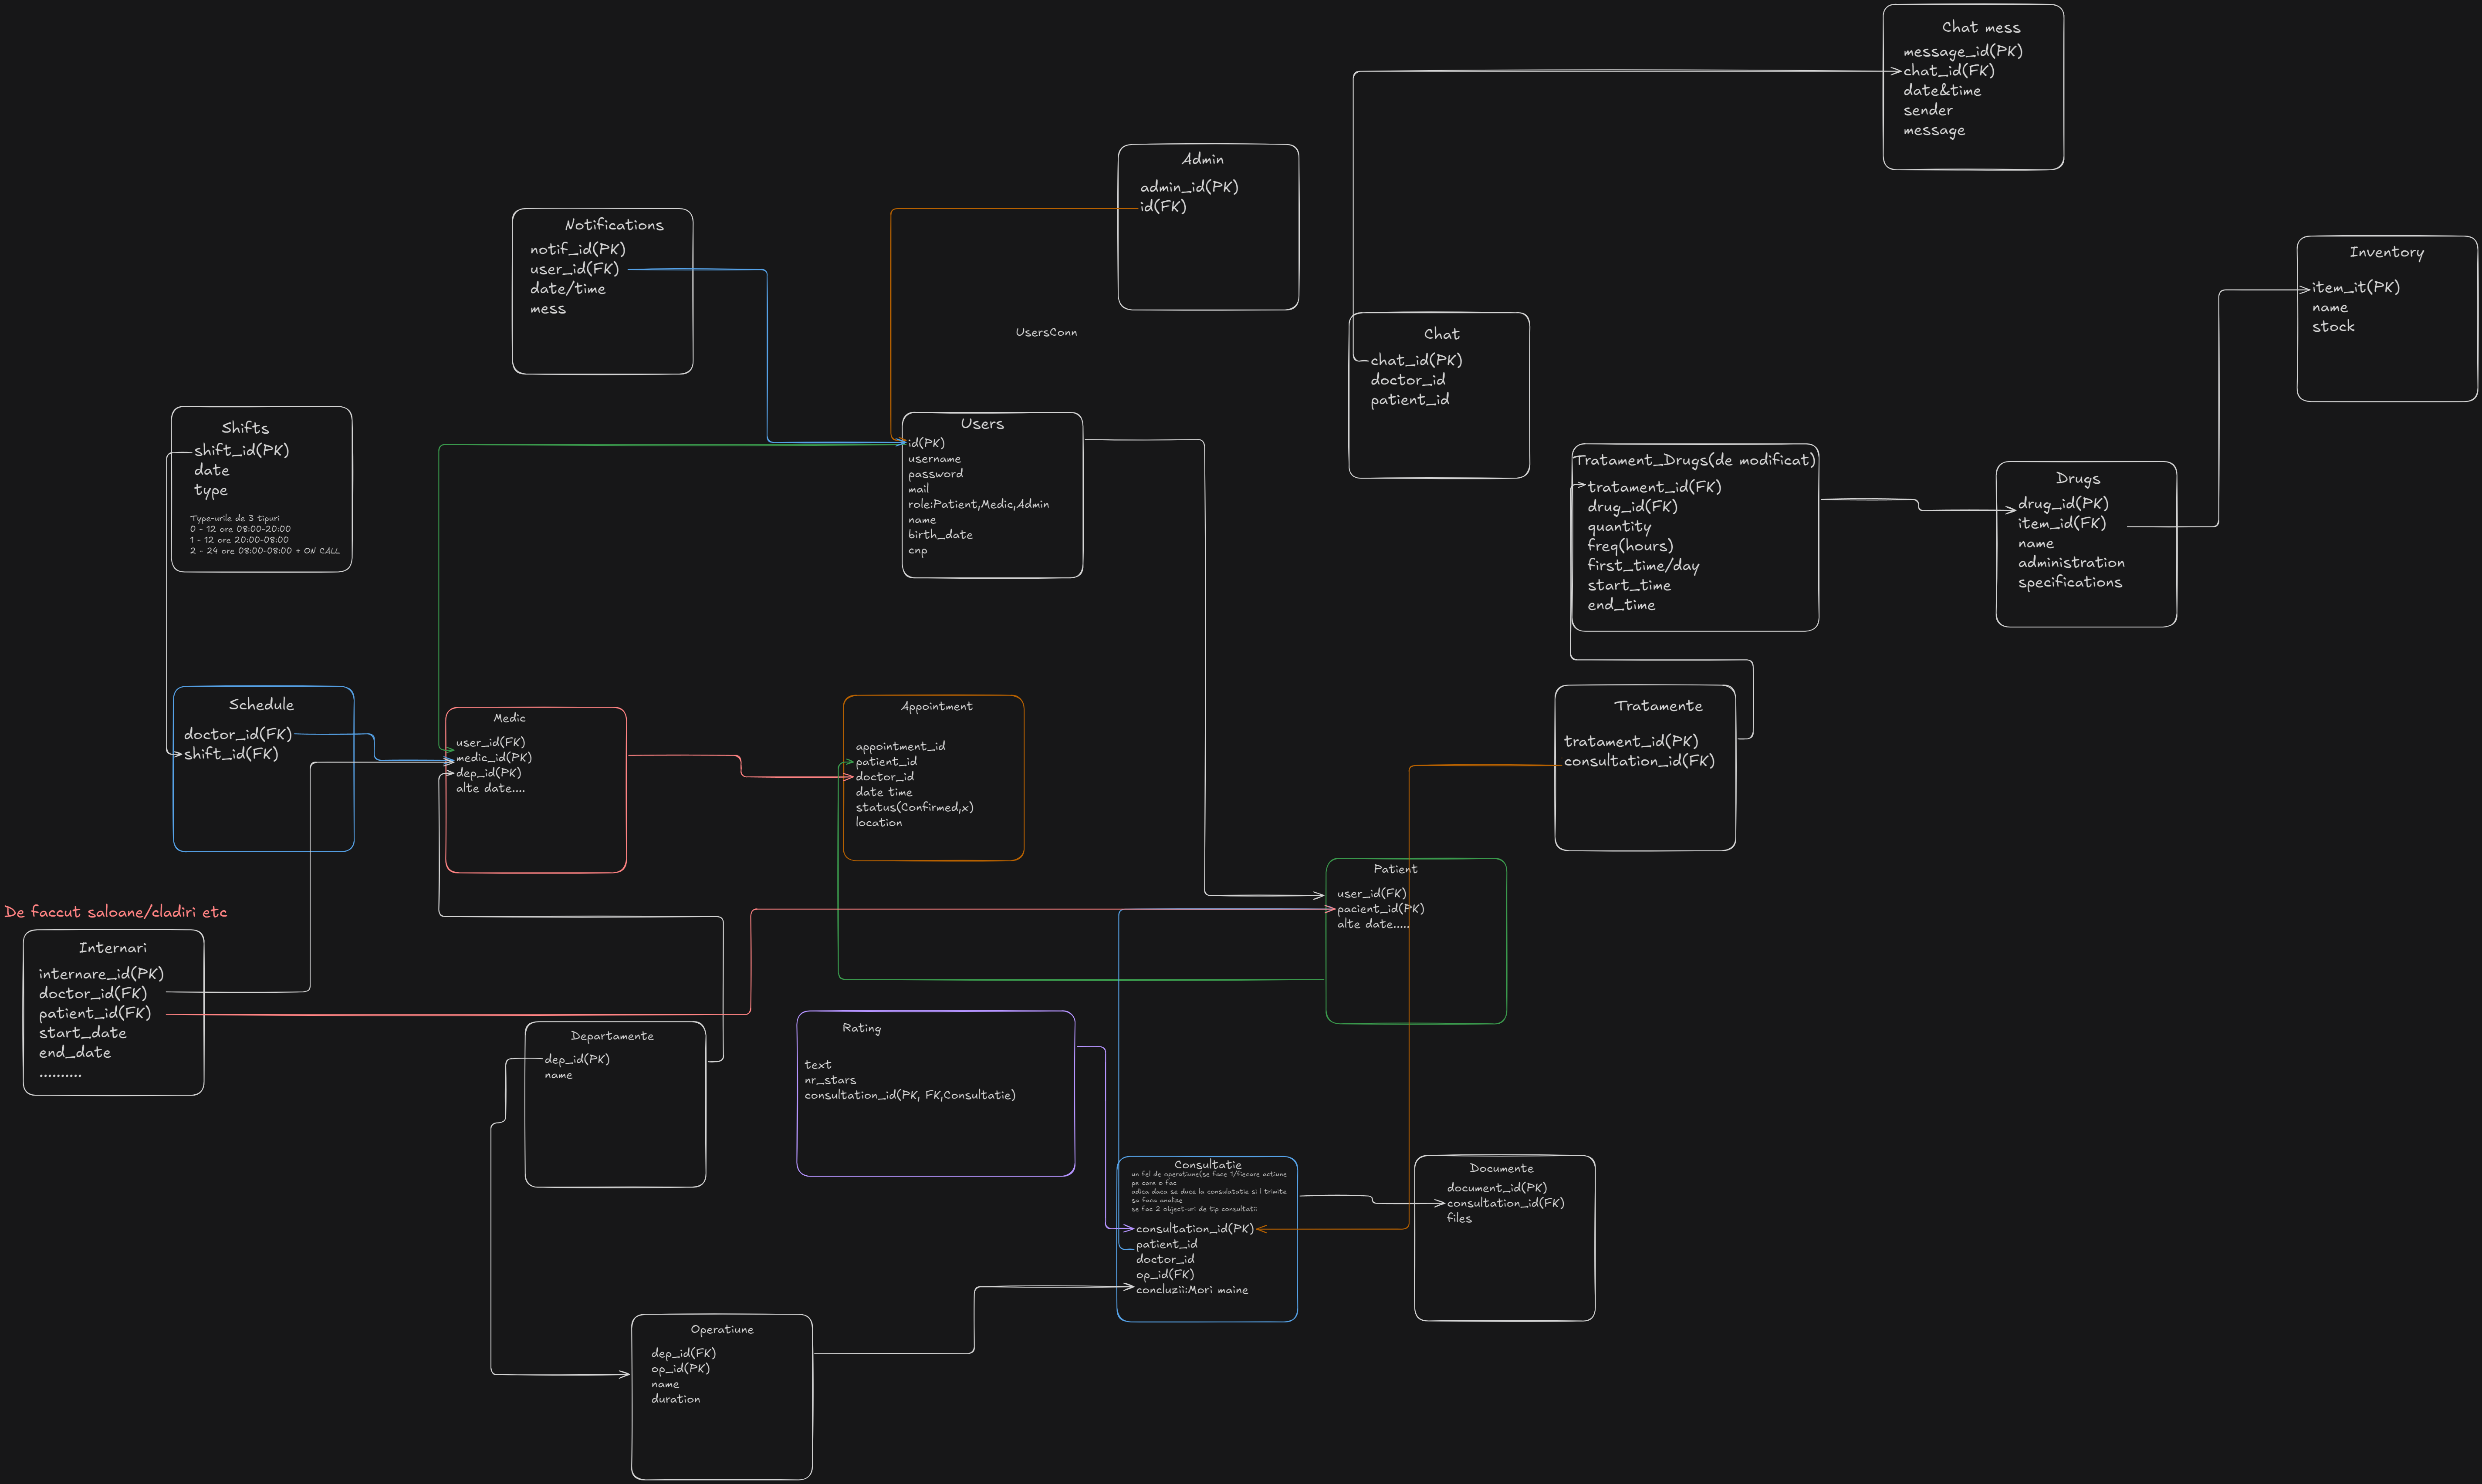 Chat mess
message_id(PK)
chat_id(FK)
date&time
sender
message
Admin
admin_id(PK)
id(FK)
Notifications
notif_id(PK)
user_id(FK)
date/time
mess
Inventory
item_it(PK)
name
stock
UsersConn
Chat
chat_id(PK)
doctor_id
patient_id
Shifts
shift_id(PK)
date
type
Type-urile de 3 tipuri
0 - 12 ore 08:00-20:00
1 - 12 ore 20:00-08:00
2 - 24 ore 08:00-08:00 + ON CALL
Users
id(PK)
username
password
mail
role:Patient,Medic,Admin
name
birth_date
cnp
Tratament_Drugs(de modificat)
tratament_id(FK)
drug_id(FK)
quantity
freq(hours)
first_time/day
start_time
end_time
Drugs
drug_id(PK)
item_id(FK)
name
administration
specifications
Schedule
doctor_id(FK)
shift_id(FK)
Medic
user_id(FK)
medic_id(PK)
dep_id(PK)
alte date....
Appointment
appointment_id
patient_id
doctor_id
date time
status(Confirmed,x)
location
Tratamente
tratament_id(PK)
consultation_id(FK)
Patient
user_id(FK)
pacient_id(PK)
alte date.....
De faccut saloane/cladiri etc
Internari
internare_id(PK)
doctor_id(FK)
patient_id(FK)
start_date
end_date
..........
Departamente
dep_id(PK)
name
Rating
text
nr_stars
consultation_id(PK, FK,Consultatie)
Consultatie
un fel de operatiune(se face 1/fiecare actiune
pe care o fac
adica daca se duce la consulatatie si l trimite
sa faca analize
se fac 2 object-uri de tip consultatii
consultation_id(PK)
patient_id
doctor_id
op_id(FK)
concluzii:Mori maine
Documente
document_id(PK)
consultation_id(FK)
files
Operatiune
dep_id(FK)
op_id(PK)
name
duration